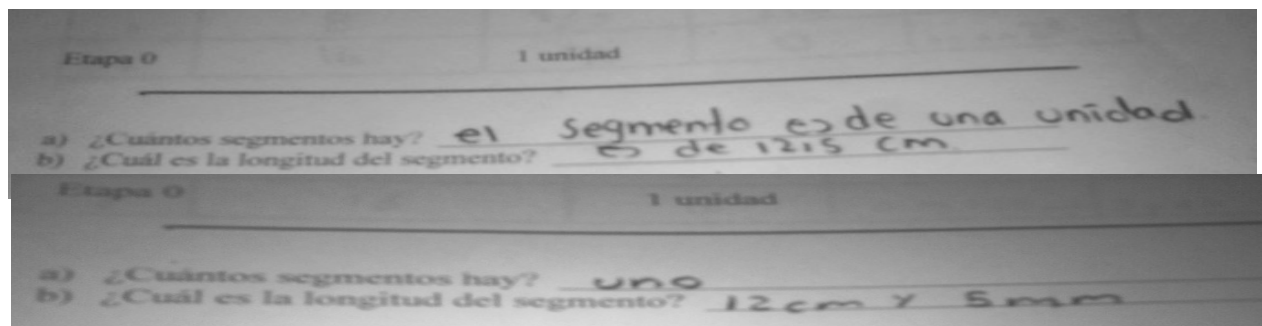 Etapa 0 1 unidad
a) ¿Cuántos segmentos hay? el segmento es de una unidad
b) ¿Cuál es la longitud del segmento? es de 12,5 cm
Etapa 0 1 unidad
a) ¿Cuántos segmentos hay? uno
b) ¿Cuál es la longitud del segmento? 12 cm y 5 mm